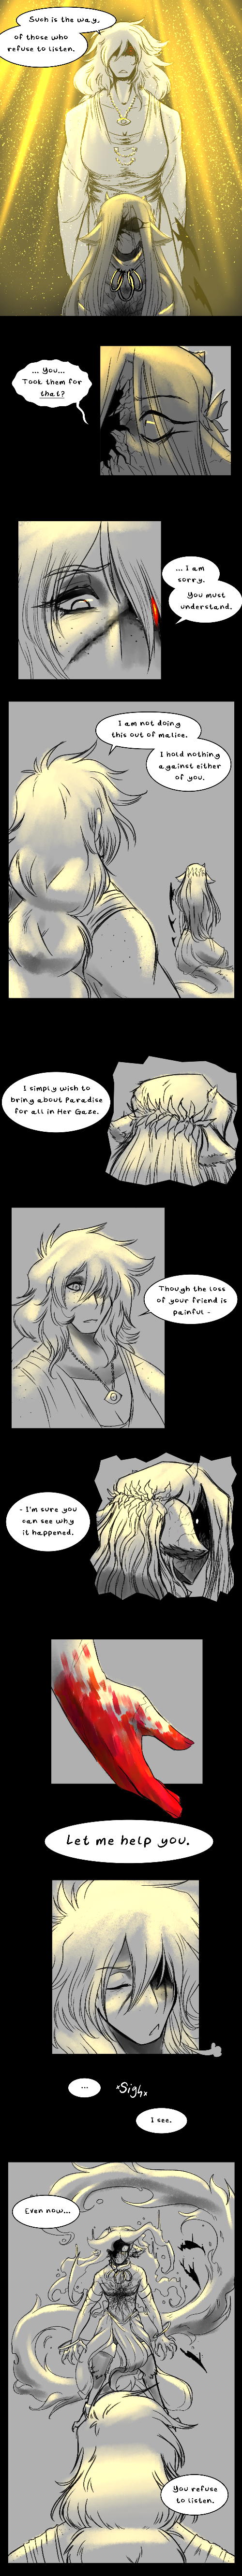 Such is the way,
of those who
refuse to listen.
... You...
Took them for
that?
... I am
sorry.
You must
understand.
I am not doing
this out of malice.
I hold nothing
against either
of you.
I simply wish to
bring about Paradise
for all in Her Gaze.
Though the loss
of your friend is
painful -
- I'm sure you
can see why
it happened.
Let me help you.
...
*Sigh*
I see.
Even now...
You refuse
to listen.